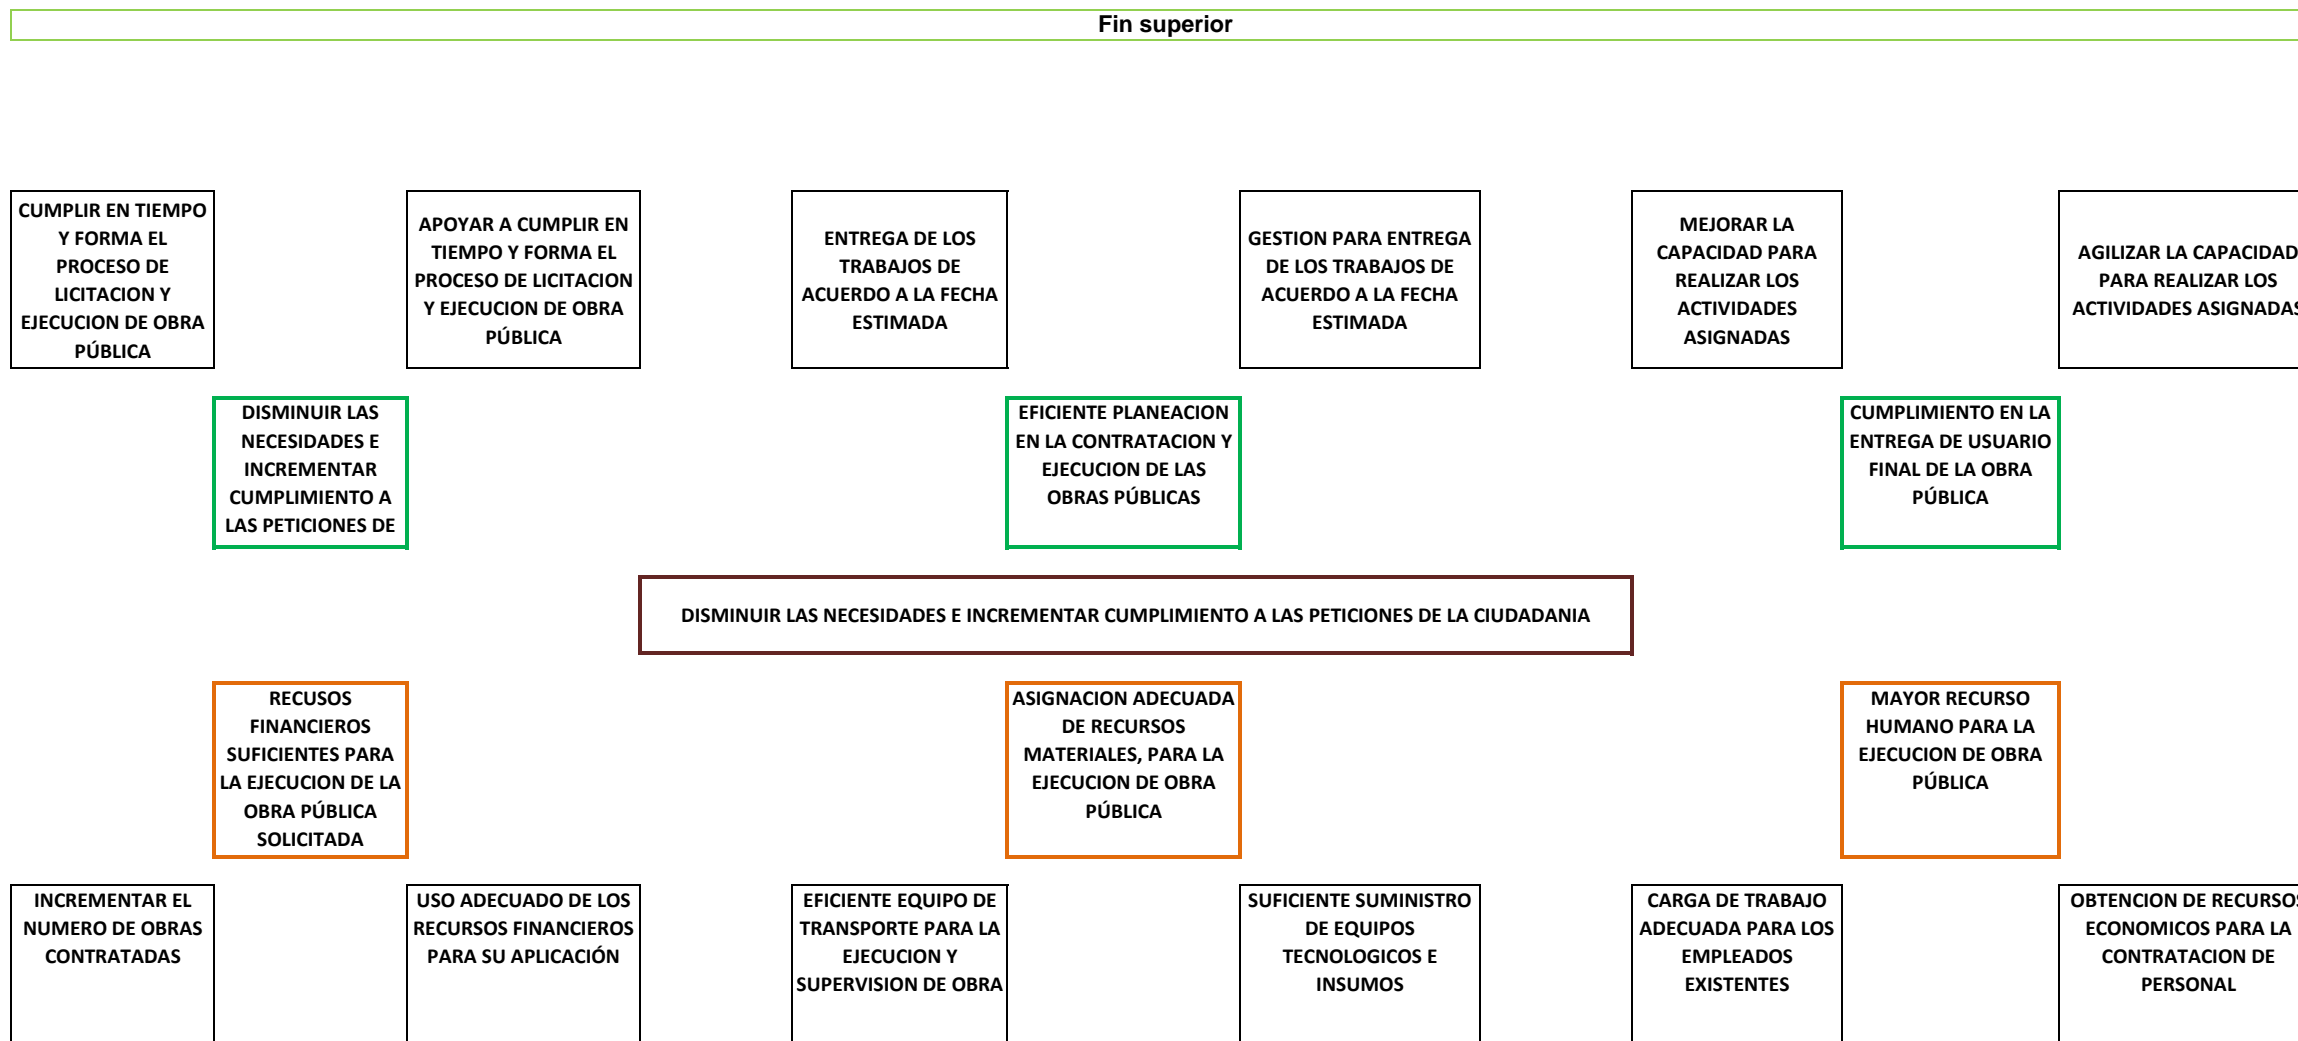 Fin superior
CUMPLIR EN TIEMPO
Y FORMA EL
PROCESO DE
LICITACION Y
EJECUCION DE OBRA
PÚBLICA
APOYAR A CUMPLIR EN
TIEMPO Y FORMA EL
PROCESO DE LICITACION
Y EJECUCION DE OBRA
PÚBLICA
ENTREGA DE LOS
TRABAJOS DE
ACUERDO A LA FECHA
ESTIMADA
GESTION PARA ENTREGA
DE LOS TRABAJOS DE
ACUERDO A LA FECHA
ESTIMADA
MEJORAR LA
CAPACIDAD PARA
REALIZAR LOS
ACTIVIDADES
ASIGNADAS
AGILIZAR LA CAPACIDAD
PARA REALIZAR LOS
ACTIVIDADES ASIGNADAS
DISMINUIR LAS
NECESIDADES E
INCREMENTAR
CUMPLIMIENTO A
LAS PETICIONES DE
EFICIENTE PLANEACION
EN LA CONTRATACION Y
EJECUCION DE LAS
OBRAS PÚBLICAS
CUMPLIMIENTO EN LA
ENTREGA DE USUARIO
FINAL DE LA OBRA
PÚBLICA
DISMINUIR LAS NECESIDADES E INCREMENTAR CUMPLIMIENTO A LAS PETICIONES DE LA CIUDADANIA
RECUSOS
FINANCIEROS
SUFICIENTES PARA
LA EJECUCION DE LA
OBRA PÚBLICA
SOLICITADA
ASIGNACION ADECUADA
DE RECURSOS
MATERIALES, PARA LA
EJECUCION DE OBRA
PÚBLICA
MAYOR RECURSO
HUMANO PARA LA
EJECUCION DE OBRA
PÚBLICA
INCREMENTAR EL
NUMERO DE OBRAS
CONTRATADAS
USO ADECUADO DE LOS
RECURSOS FINANCIEROS
PARA SU APLICACIÓN
EFICIENTE EQUIPO DE
TRANSPORTE PARA LA
EJECUCION Y
SUPERVISION DE OBRA
SUFICIENTE SUMINISTRO
DE EQUIPOS
TECNOLOGICOS E
INSUMOS
CARGA DE TRABAJO
ADECUADA PARA LOS
EMPLEADOS
EXISTENTES
OBTENCION DE RECURSOS
ECONOMICOS PARA LA
CONTRATACION DE
PERSONAL